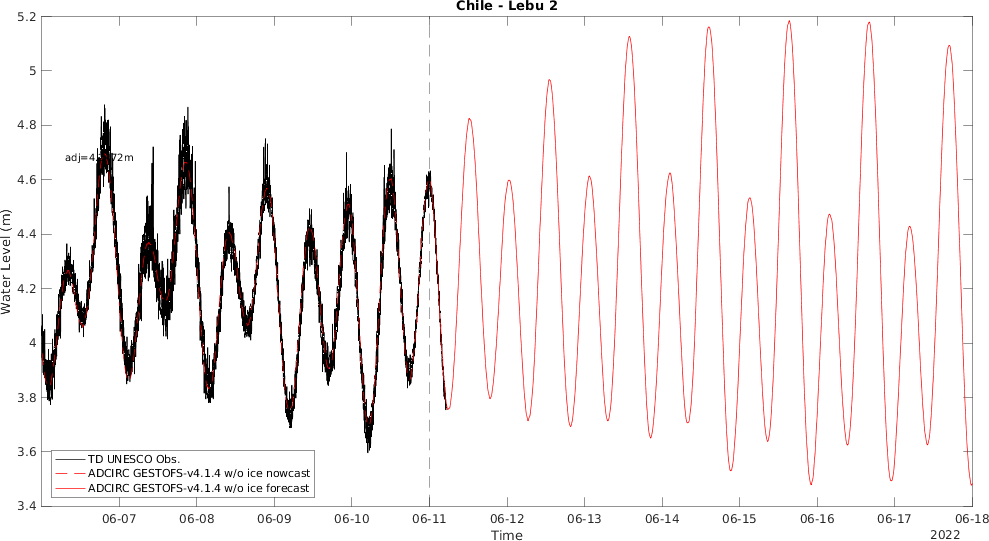 Chile - Lebu 2
5.2
5
4.8
4.6
4.4
4.2
4
3.8
3.6
3.4
Water Level (m)
TD UNESCO Obs.
ADCIRC GESTOFS-v4.1.4 w/o ice nowcast
ADCIRC GESTOFS-v4.1.4 w/o ice forecast
06-07 06-08 06-09 06-10 06-11 06-12 06-13 06-14 06-15 06-16 06-17 06-18
Time
2022